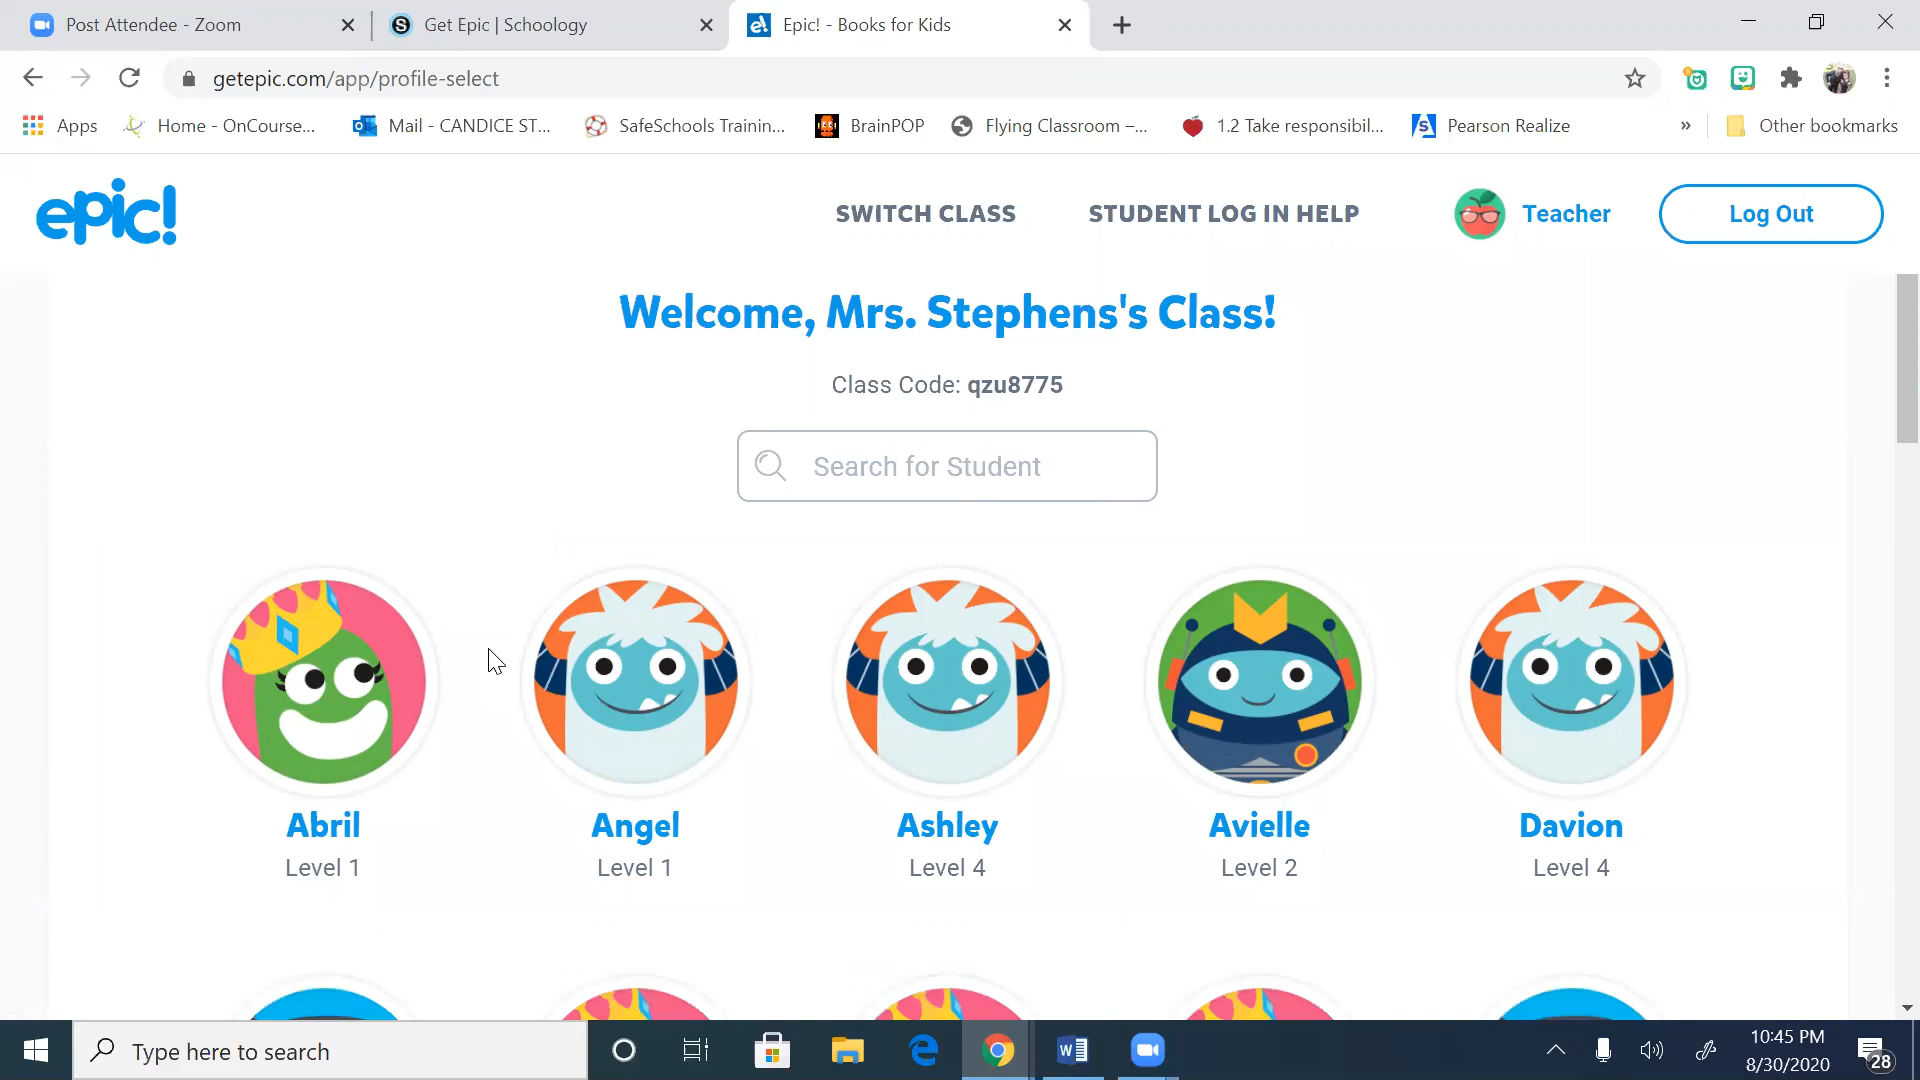 Post Attendee - Zoom
Get Epic | Schoology
Epic! - Books for Kids
getepic.com/app/profile-select
Apps
Home - OnCourse...
Mail - CANDICE ST...
SafeSchools Trainin...
BrainPOP
Flying Classroom –...
1.2 Take responsibil...
Pearson Realize
»
Other bookmarks
epic!
SWITCH CLASS
STUDENT LOG IN HELP
Teacher
Log Out
Welcome, Mrs. Stephens's Class!
Class Code: qzu8775
Search for Student
Abril
Angel
Ashley
Avielle
Davion
Level 1
Level 1
Level 4
Level 2
Level 4
Type here to search
10:45 PM
8/30/2020
28